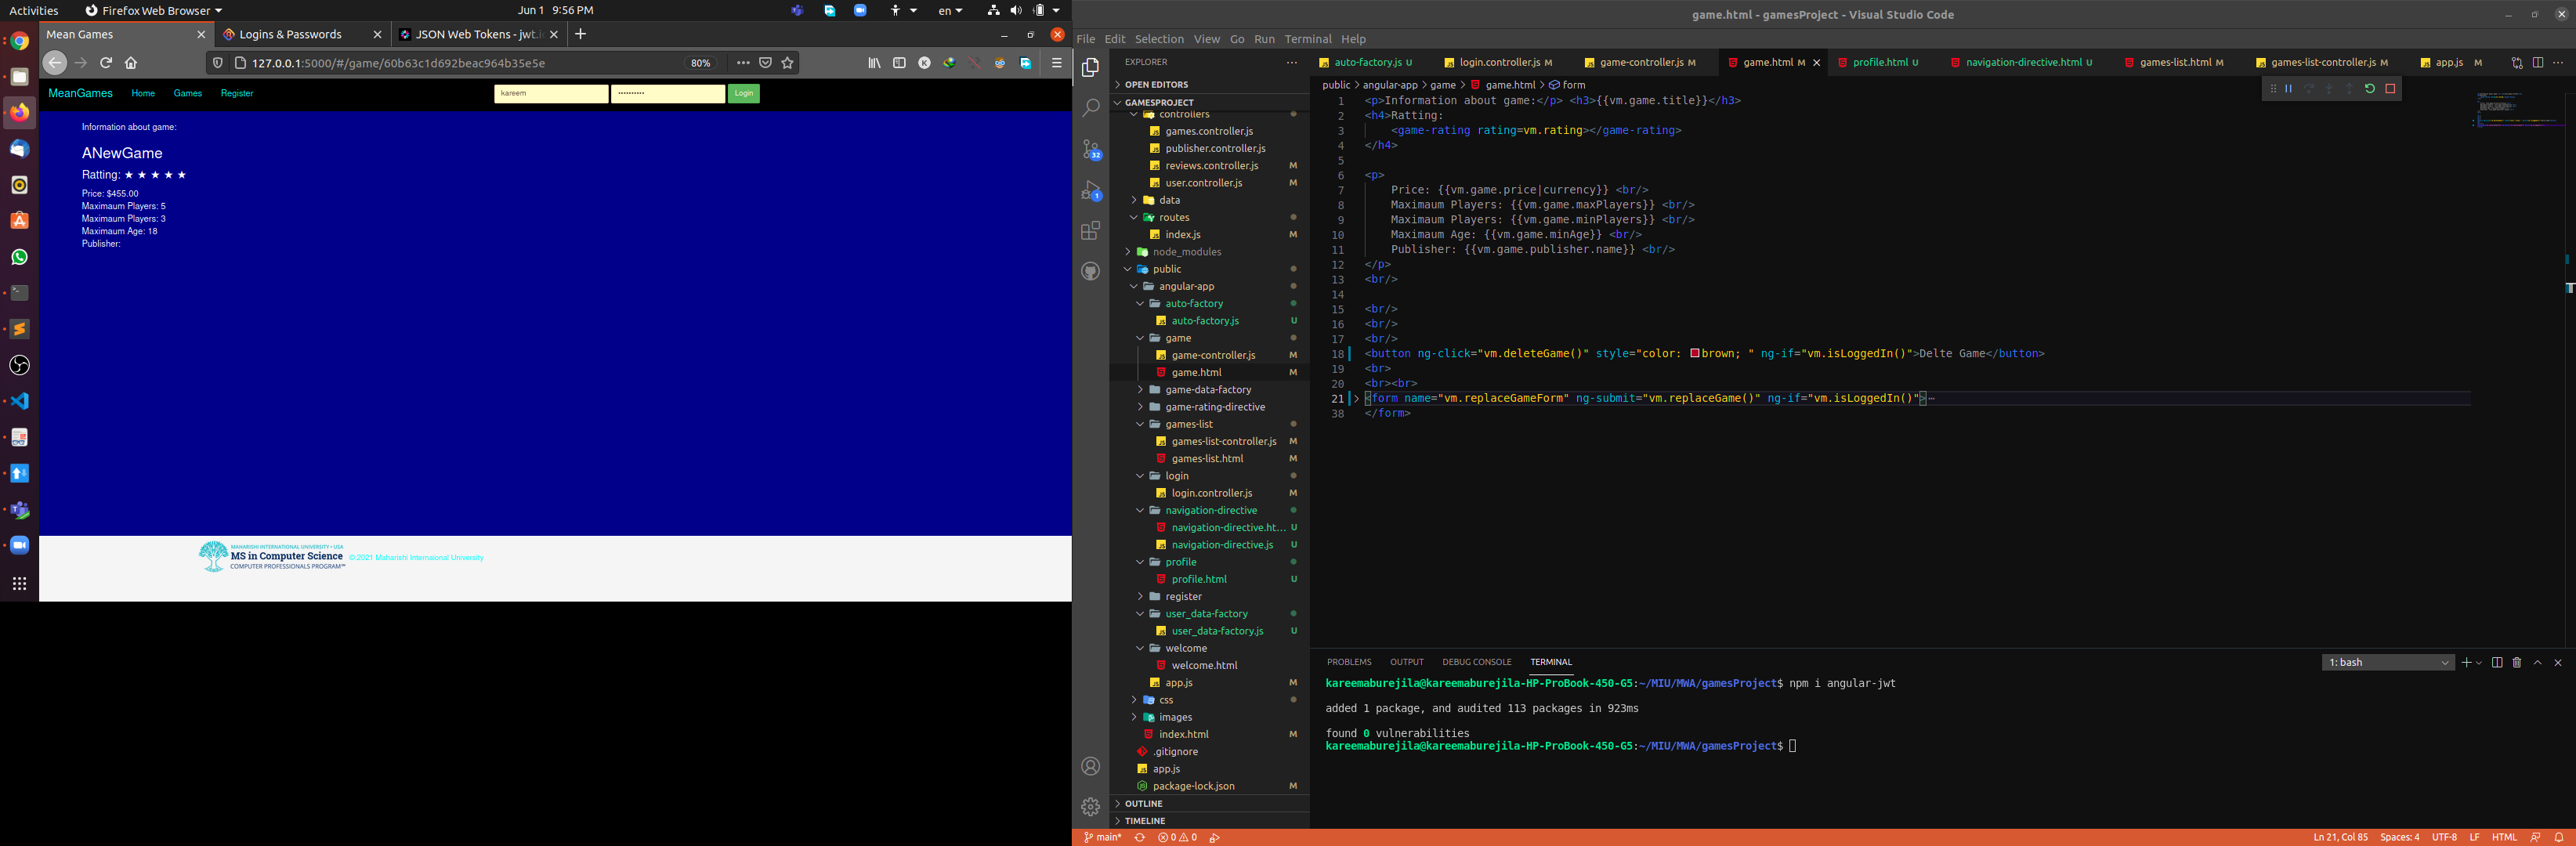 Activities
Firefox Web Browser
Jun 1 9:56 PM
en
Mean Games
Logins & Passwords
JSON Web Tokens - jwt.i
127.0.0.1:5000/#/game/60b63c1d692beac964b35e5e
80%
MeanGames
Home
Games
Register
kareem
••••••••••
Login
Information about game:
ANewGame
Ratting: ★ ★ ★ ★ ★
Price: $455.00
Maximaum Players: 5
Maximaum Players: 3
Maximaum Age: 18
Publisher:
MAHARISHI INTERNATIONAL UNIVERSITY • USA
MS in Computer Science
COMPUTER PROFESSIONALS PROGRAM℠
© 2021 Maharishi Internaional University
game.html - gamesProject - Visual Studio Code
File Edit Selection View Go Run Terminal Help
EXPLORER
OPEN EDITORS
GAMESPROJECT
controllers
games.controller.js
publisher.controller.js
reviews.controller.js M
user.controller.js M
data
routes
index.js M
node_modules
public
angular-app
auto-factory
auto-factory.js U
game
game-controller.js M
game.html M
game-data-factory
game-rating-directive
games-list
games-list-controller.js M
games-list.html M
login
login.controller.js M
navigation-directive
navigation-directive.ht... U
navigation-directive.js U
profile
profile.html U
register
user_data-factory
user_data-factory.js U
welcome
welcome.html
app.js M
css
images
index.html M
.gitignore
app.js
package-lock.json M
OUTLINE
TIMELINE
32
1
auto-factory.js U
login.controller.js M
game-controller.js M
game.html M
profile.html U
navigation-directive.html U
games-list.html M
games-list-controller.js M
app.js M
public > angular-app > game > game.html > form
1 <p>Information about game:</p> <h3>{{vm.game.title}}</h3>
2 <h4>Ratting:
3 <game-rating rating=vm.rating></game-rating>
4 </h4>
5
6 <p>
7 Price: {{vm.game.price|currency}} <br/>
8 Maximaum Players: {{vm.game.maxPlayers}} <br/>
9 Maximaum Players: {{vm.game.minPlayers}} <br/>
10 Maximaum Age: {{vm.game.minAge}} <br/>
11 Publisher: {{vm.game.publisher.name}} <br/>
12 </p>
13 <br/>
14
15 <br/>
16 <br/>
17 <br/>
18 <button ng-click="vm.deleteGame()" style="color: brown; " ng-if="vm.isLoggedIn()">Delte Game</button>
19 <br>
20 <br><br>
21 <form name="vm.replaceGameForm" ng-submit="vm.replaceGame()" ng-if="vm.isLoggedIn()">⋯
38 </form>
PROBLEMS OUTPUT DEBUG CONSOLE TERMINAL
1: bash
kareemaburejila@kareemaburejila-HP-ProBook-450-G5:~/MIU/MWA/gamesProject$ npm i angular-jwt
added 1 package, and audited 113 packages in 923ms
found 0 vulnerabilities
kareemaburejila@kareemaburejila-HP-ProBook-450-G5:~/MIU/MWA/gamesProject$
main*
0
0
Ln 21, Col 85
Spaces: 4
UTF-8
LF
HTML